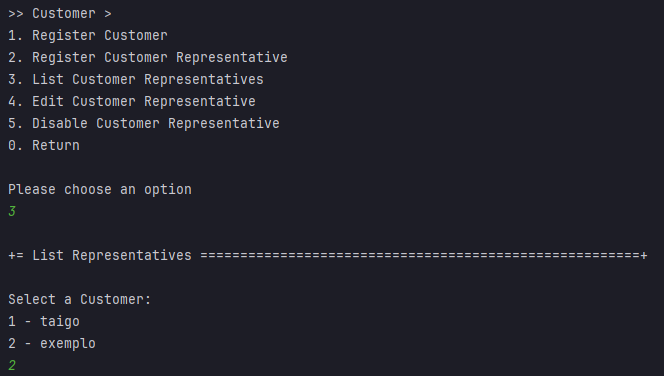 >> Customer >
1. Register Customer
2. Register Customer Representative
3. List Customer Representatives
4. Edit Customer Representative
5. Disable Customer Representative
0. Return
Please choose an option
3
+= List Representatives =======================================================+
Select a Customer:
1 - taigo
2 - exemplo
2